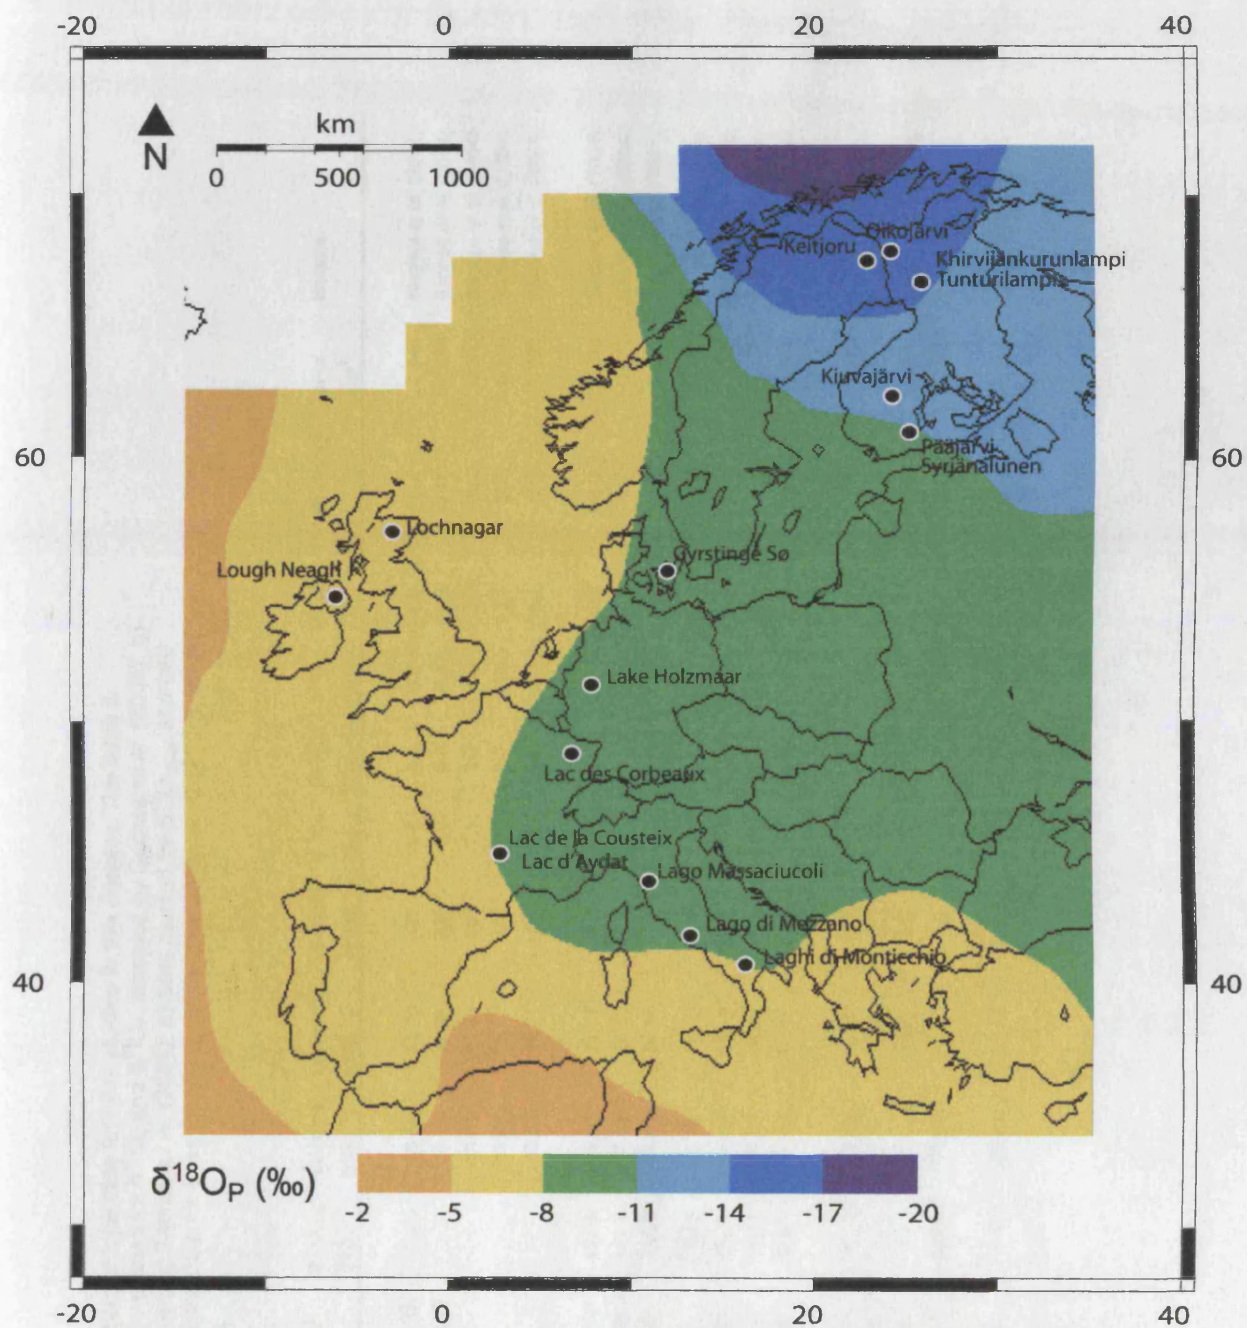 -20 0 20 40
km
N
0 500 1000
Oikojärvi
Keitjoru
Khirvijänkurunlampi
Tunturilampis
Kiuvajärvi
60 60
Pääjärvi
Syrjänalunen
Lochnagar
Gyrstinge Sø
Lough Neagh
Lake Holzmaar
Lac des Corbeaux
Lac de la Cousteix
Lac d'Aydat
Lago Massaciucoli
Lago di Mezzano
Laghi di Monticchio
40 40
δ¹⁸Oₚ (‰)
-2 -5 -8 -11 -14 -17 -20
-20 0 20 40